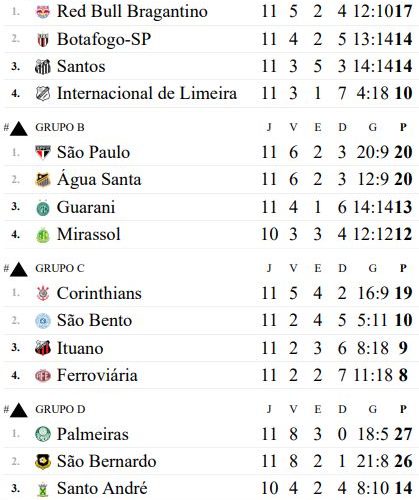 1. Red Bull Bragantino 11 5 2 4 12:10 17
2. Botafogo-SP 11 4 2 5 13:14 14
3. Santos 11 3 5 3 14:14 14
4. Internacional de Limeira 11 3 1 7 4:18 10
# GRUPO B J V E D G P
1. São Paulo 11 6 2 3 20:9 20
2. Água Santa 11 6 2 3 12:9 20
3. Guarani 11 4 1 6 14:14 13
4. Mirassol 10 3 3 4 12:12 12
# GRUPO C J V E D G P
1. Corinthians 11 5 4 2 16:9 19
2. São Bento 11 2 4 5 5:11 10
3. Ituano 11 2 3 6 8:18 9
4. Ferroviária 11 2 2 7 11:18 8
# GRUPO D J V E D G P
1. Palmeiras 11 8 3 0 18:5 27
2. São Bernardo 11 8 2 1 21:8 26
3. Santo André 10 4 2 4 8:10 14